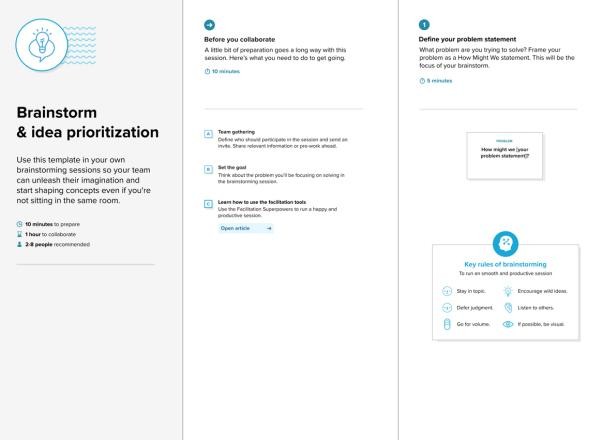 Brainstorm
& idea prioritization
Use this template in your own
brainstorming sessions so your team
can unleash their imagination and
start shaping concepts even if you're
not sitting in the same room.
10 minutes to prepare
1 hour to collaborate
2-8 people recommended
➔
Before you collaborate
A little bit of preparation goes a long way with this
session. Here's what you need to do to get going.
10 minutes
A
Team gathering
Define who should participate in the session and send an
invite. Share relevant information or pre-work ahead.
B
Set the goal
Think about the problem you'll be focusing on solving in
the brainstorming session.
C
Learn how to use the facilitation tools
Use the Facilitation Superpowers to run a happy and
productive session.
Open article ➔
1
Define your problem statement
What problem are you trying to solve? Frame your
problem as a How Might We statement. This will be the
focus of your brainstorm.
5 minutes
PROBLEM
How might we [your
problem statement]?
Key rules of brainstorming
To run an smooth and productive session
Stay in topic.
Encourage wild ideas.
Defer judgment.
Listen to others.
Go for volume.
If possible, be visual.